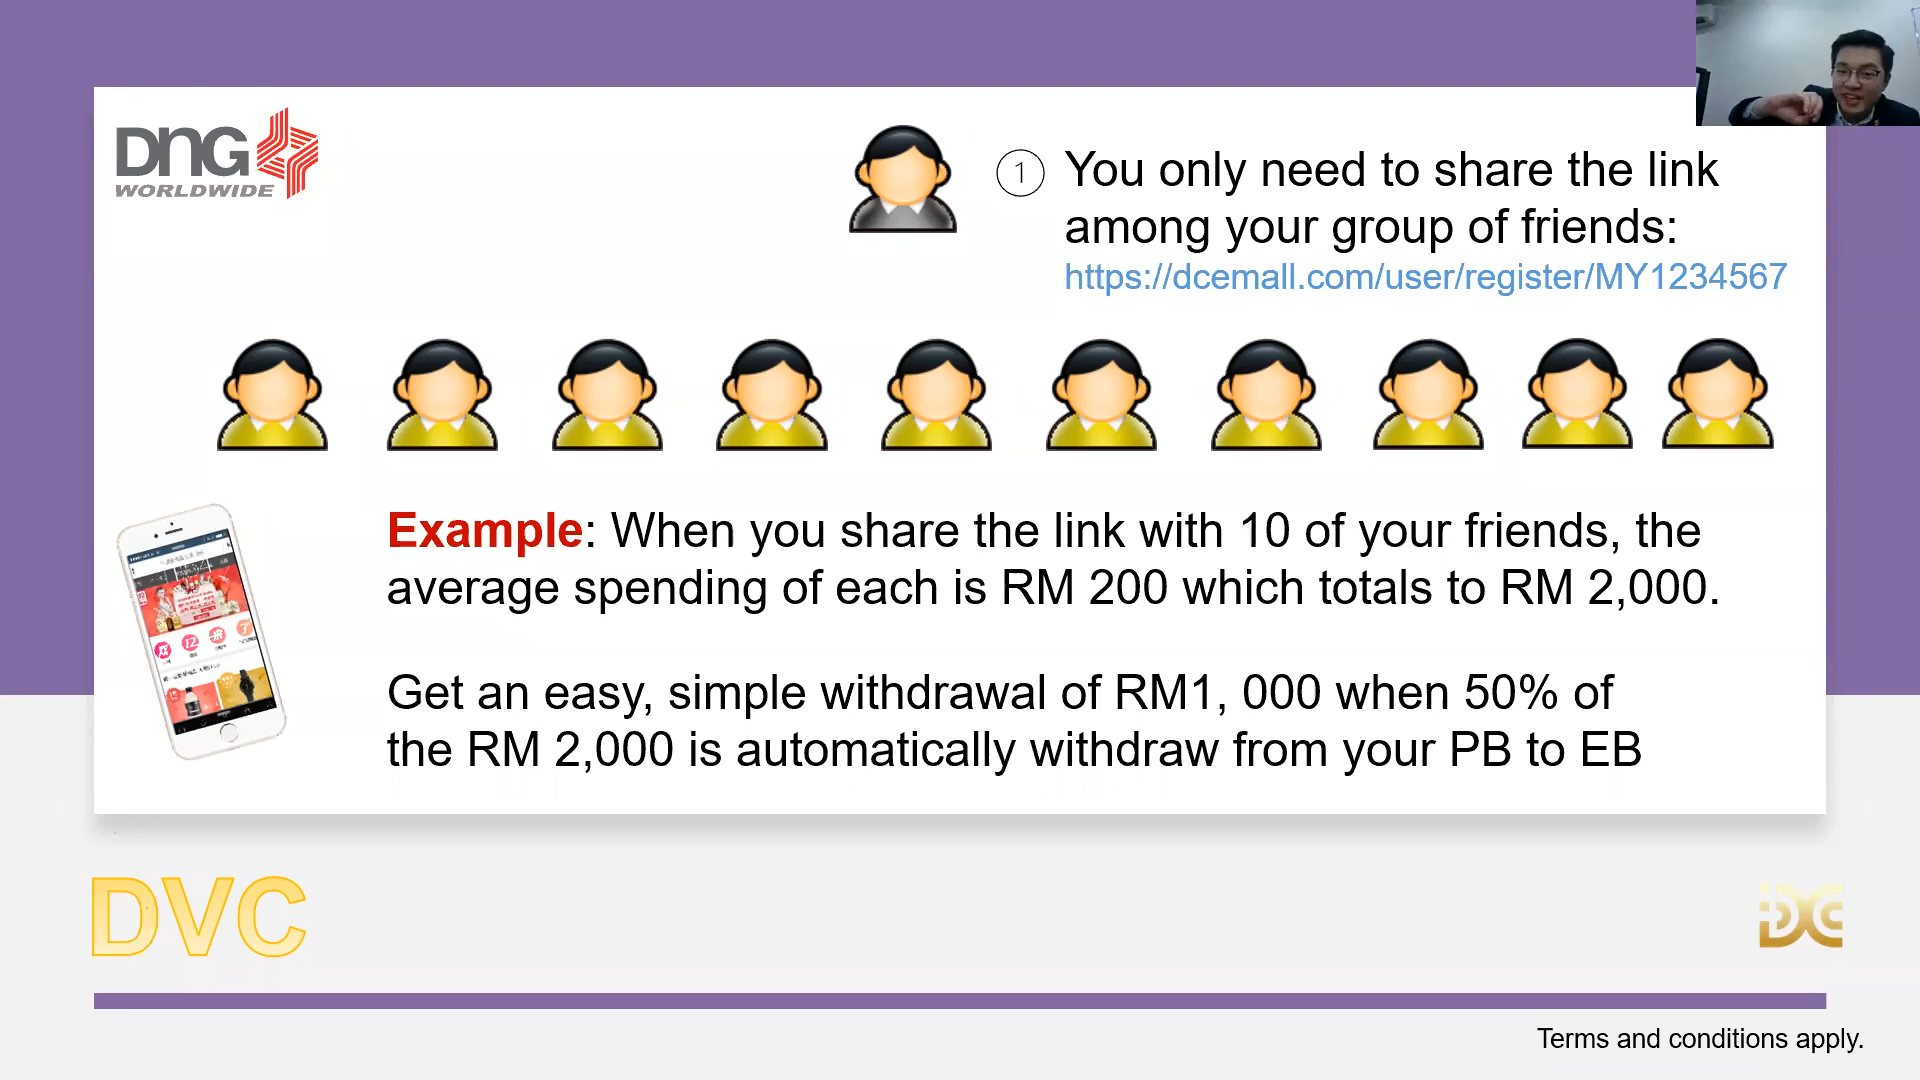 DNG
WORLDWIDE
1 You only need to share the link
among your group of friends:
https://dcemall.com/user/register/MY1234567
Example: When you share the link with 10 of your friends, the
average spending of each is RM 200 which totals to RM 2,000.
Get an easy, simple withdrawal of RM1, 000 when 50% of
the RM 2,000 is automatically withdraw from your PB to EB
DVC
Terms and conditions apply.